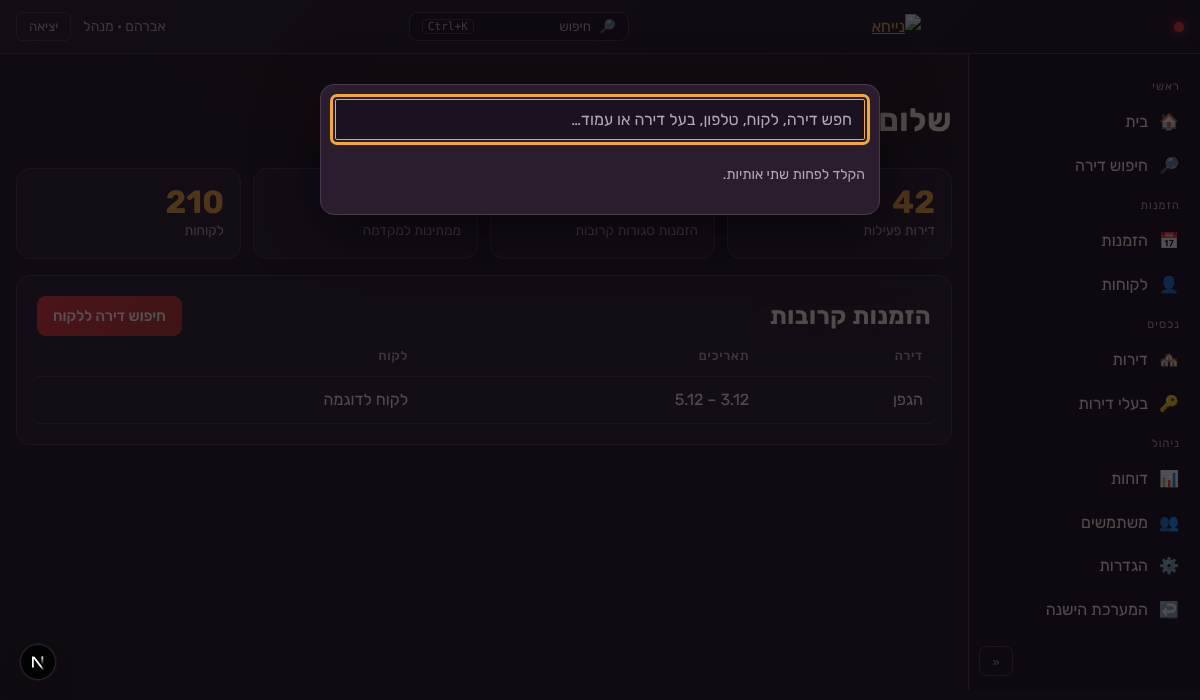 נייחא
🔎 חיפוש Ctrl+K
אברהם • מנהל
יציאה
ראשי
🏠 בית
🔎 חיפוש דירה
הזמנות
📅 הזמנות
👤 לקוחות
נכסים
🏘️ דירות
🔑 בעלי דירות
ניהול
📊 דוחות
👥 משתמשים
⚙️ הגדרות
↩️ המערכת הישנה
»
חפש דירה, לקוח, טלפון, בעל דירה או עמוד…
הקלד לפחות שתי אותיות.
שלום
42
דירות פעילות
הזמנות סגורות קרובות
ממתינות למקדמה
210
לקוחות
הזמנות קרובות
חיפוש דירה ללקוח
דירה תאריכים לקוח
הגפן 3.12 – 5.12 לקוח לדוגמה
N